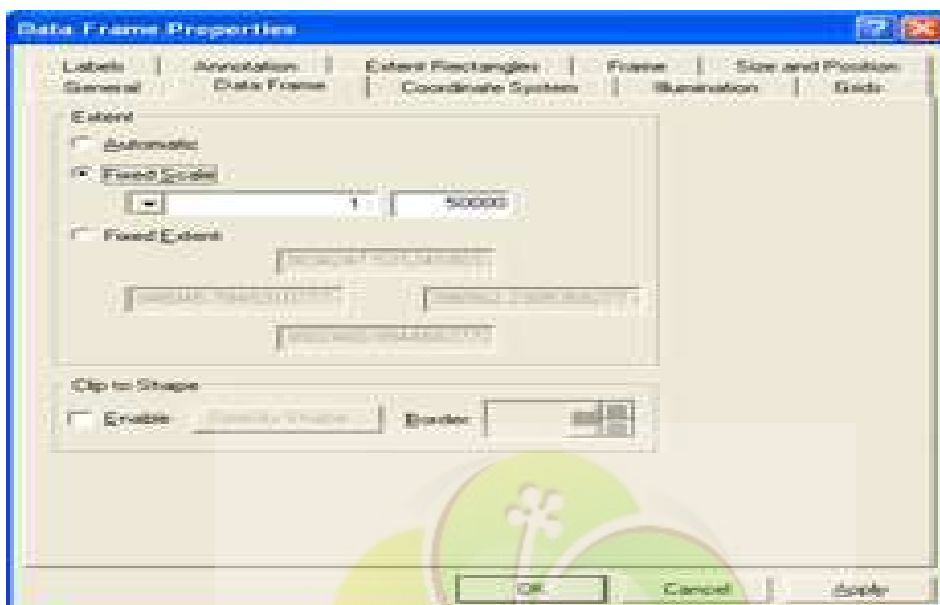 Data Frame Properties
Labels Annotation Extent Rectangles Frame Size and Position
General Data Frame Coordinate System Illumination Grids
Extent
Automatic
Fixed Scale
1: 50000
Fixed Extent
Clip to Shape
Enable Border
OK Cancel Apply